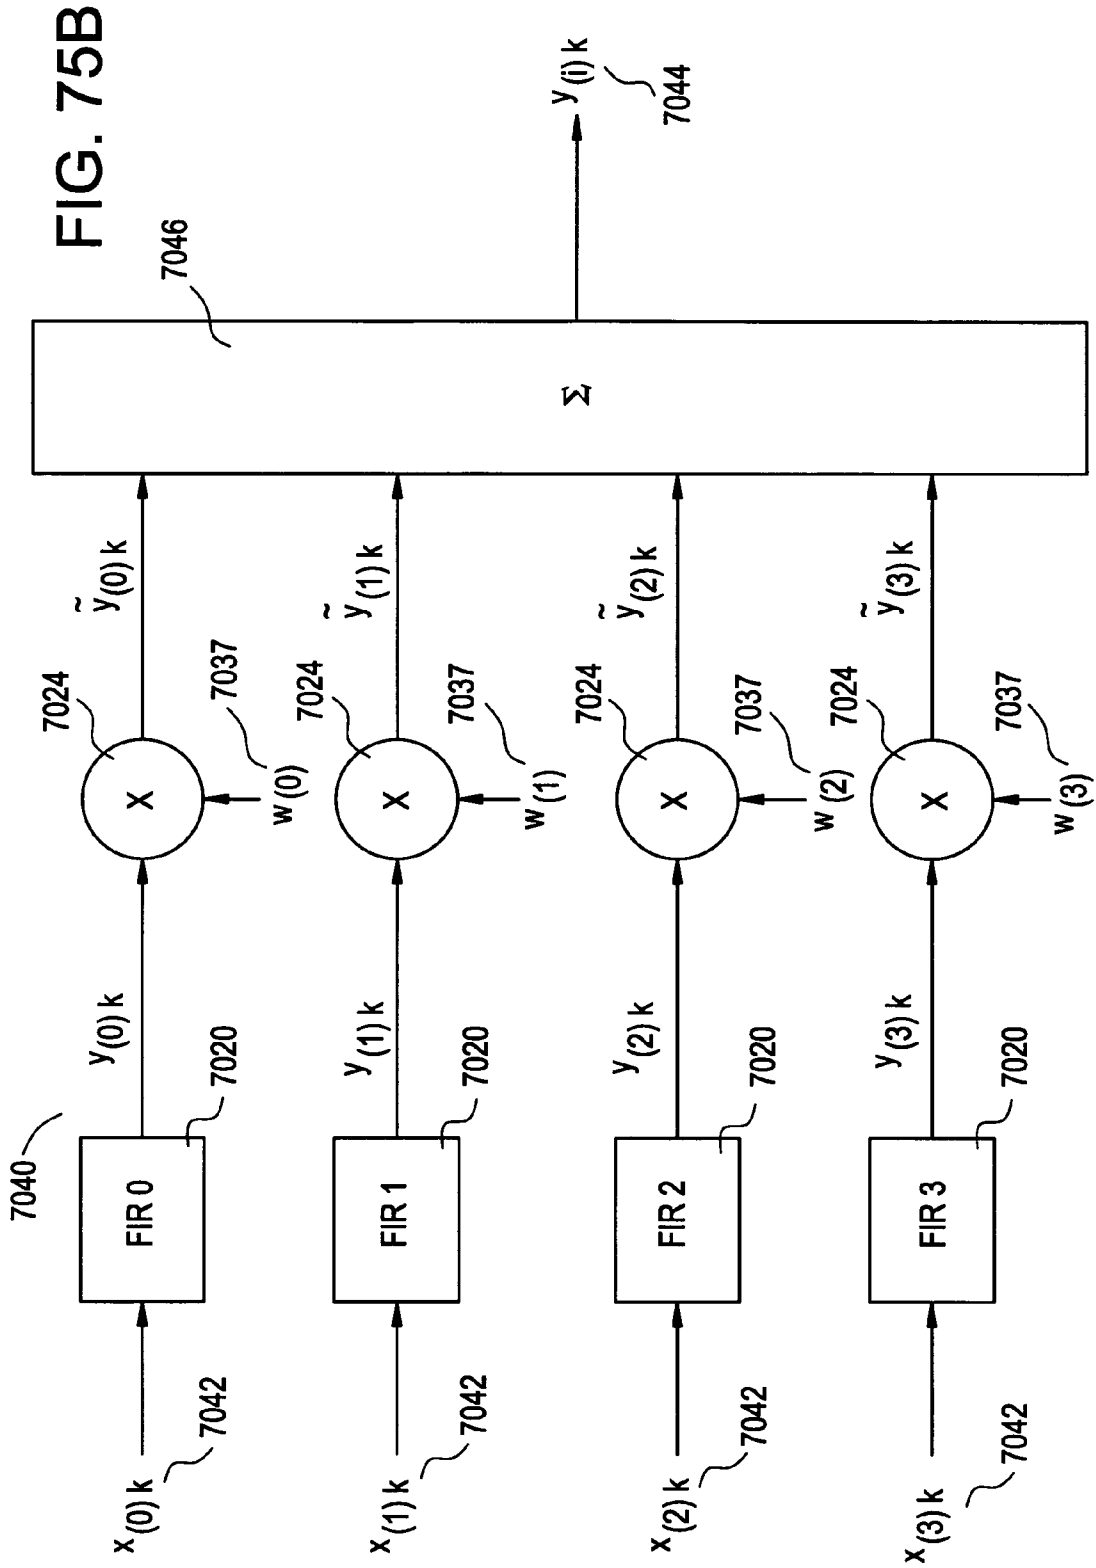 FIG. 75B
7040
x(0) k
7042
FIR 0
7020
y(0) k
7024
X
w(0)
7037
ỹ(0) k
x(1) k
7042
FIR 1
7020
y(1) k
7024
X
w(1)
7037
ỹ(1) k
x(2) k
7042
FIR 2
7020
y(2) k
7024
X
w(2)
7037
ỹ(2) k
x(3) k
7042
FIR 3
7020
y(3) k
7024
X
w(3)
7037
ỹ(3) k
7046
Σ
y(i) k
7044